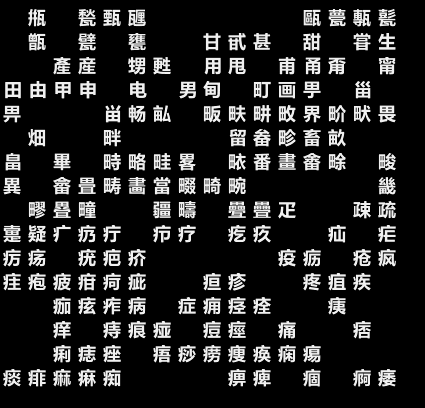 瓶 甃 甄 甅 甌 甍 甎 甏
甑 甓 甕 甘 甙 甚 甜 甞 生
產 産 甥 甦 用 甩 甫 甬 甭 甯
田 由 甲 申 电 男 甸 町 画 甼 甾
畀 畄 畅 畆 畈 畉 畊 畋 界 畍 畎 畏
畑 畔 留 畚 畛 畜 畝
畠 畢 畤 略 畦 畧 畩 番 畫 畬 畭 畯
異 畲 畳 畴 畵 當 畷 畸 畹 畿
疁 疂 疃 疆 疇 疉 疊 疋 疎 疏
疐 疑 疒 疓 疔 疖 疗 疙 疚 疝 疟
疠 疡 疣 疤 疥 疫 疬 疮 疯
疰 疱 疲 疳 疴 疵 疸 疹 疼 疽 疾
痂 痃 痄 病 症 痈 痉 痊 痍
痒 痔 痕 痖 痘 痙 痛 痞
痢 痣 痤 痦 痧 痨 痩 痪 痫 痬
痰 痱 痲 痳 痴 痹 痺 痼 痾 痿